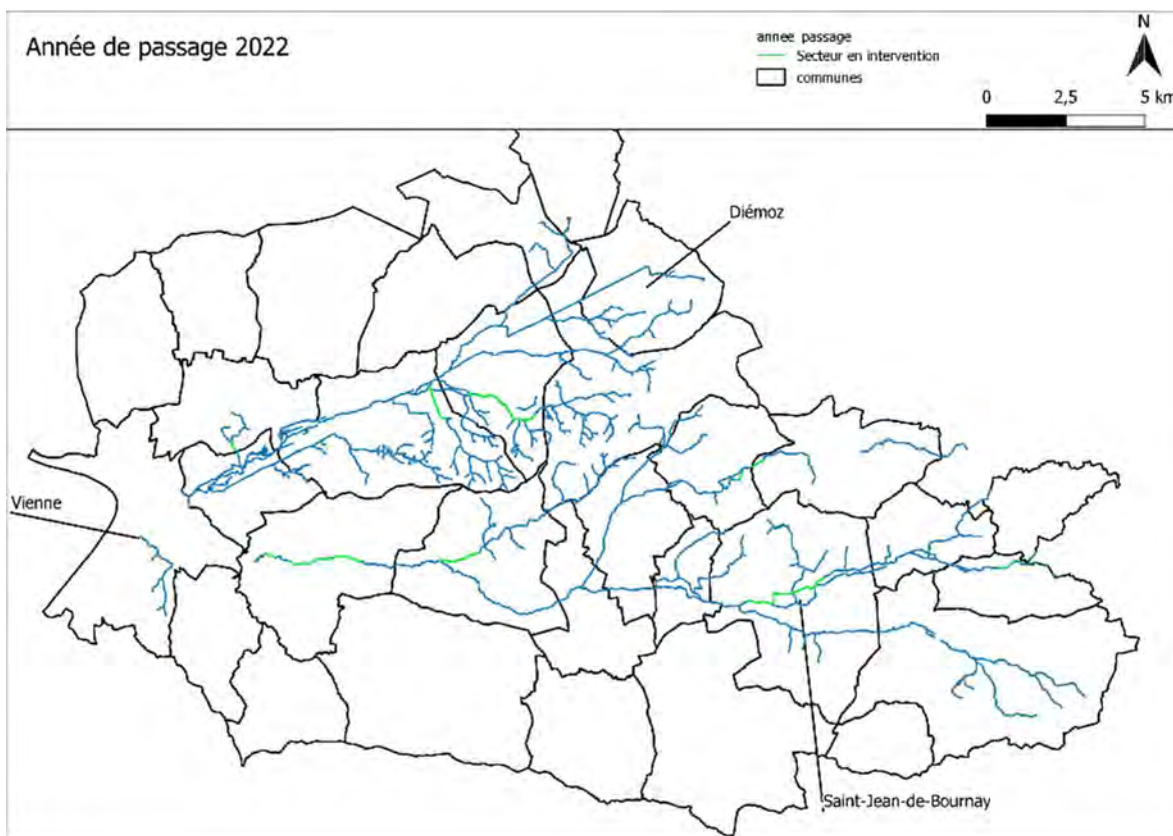 Année de passage 2022
annee passage
Secteur en intervention
communes
N
0 2,5 5 km
Diémoz
Vienne
Saint-Jean-de-Bournay